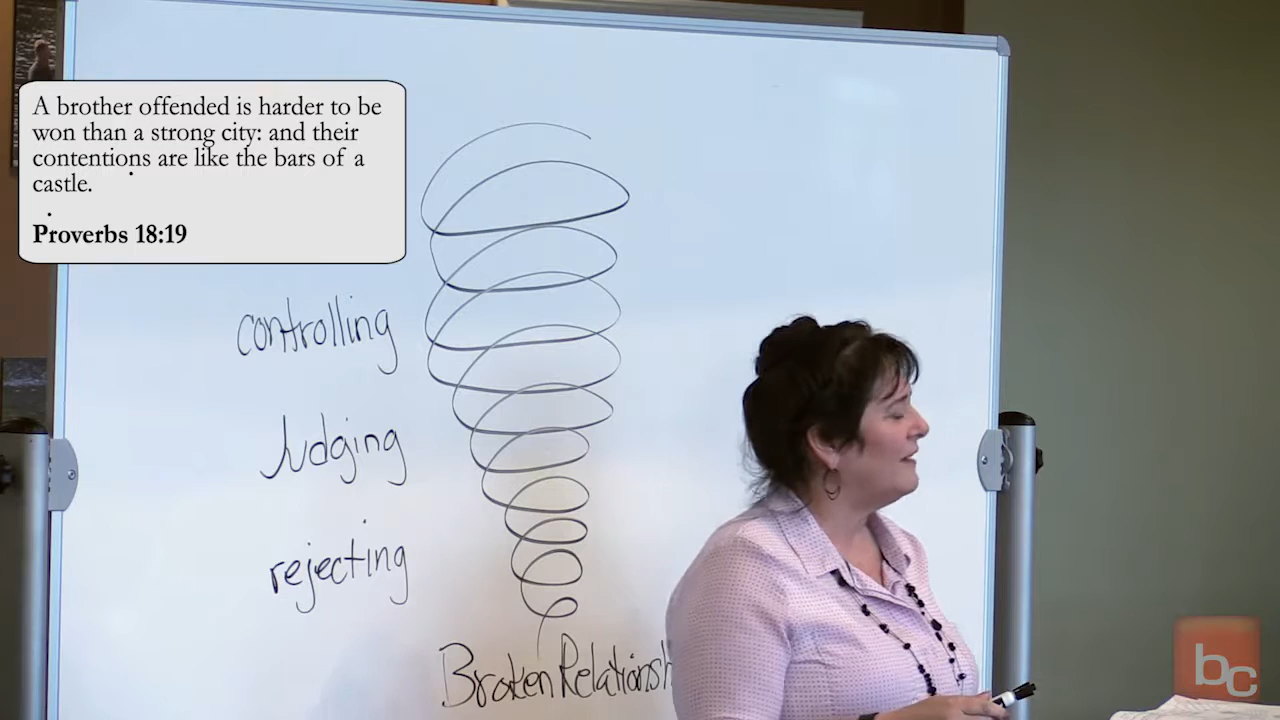 A brother offended is harder to be
won than a strong city: and their
contentions are like the bars of a
castle.
Proverbs 18:19
controlling
Judging
rejecting
Broken Relationsh
bc